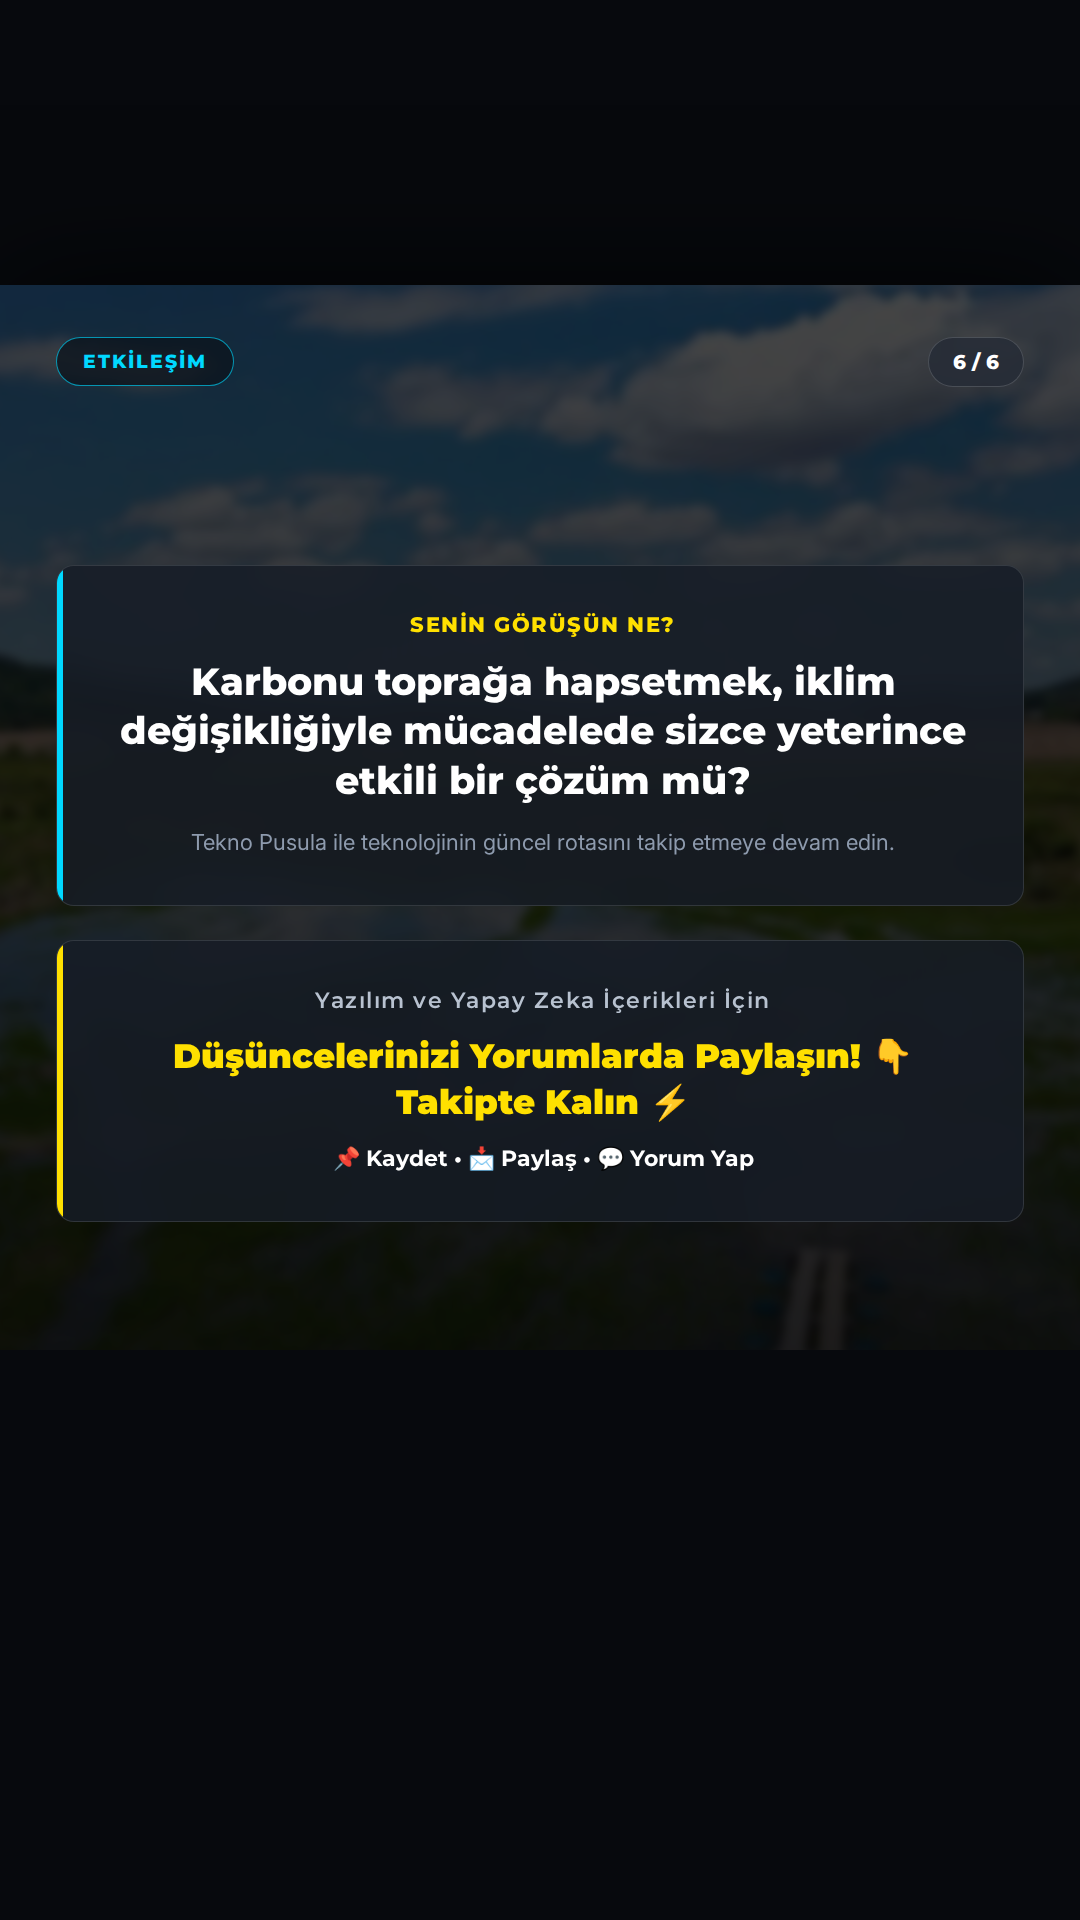 ETKİLEŞİM
6 / 6
SENİN GÖRÜŞÜN NE?
Karbonu toprağa hapsetmek, iklim
değişikliğiyle mücadelede sizce yeterince
etkili bir çözüm mü?
Tekno Pusula ile teknolojinin güncel rotasını takip etmeye devam edin.
Yazılım ve Yapay Zeka İçerikleri İçin
Düşüncelerinizi Yorumlarda Paylaşın! 👇
Takipte Kalın ⚡
📌 Kaydet • 📩 Paylaş • 💬 Yorum Yap